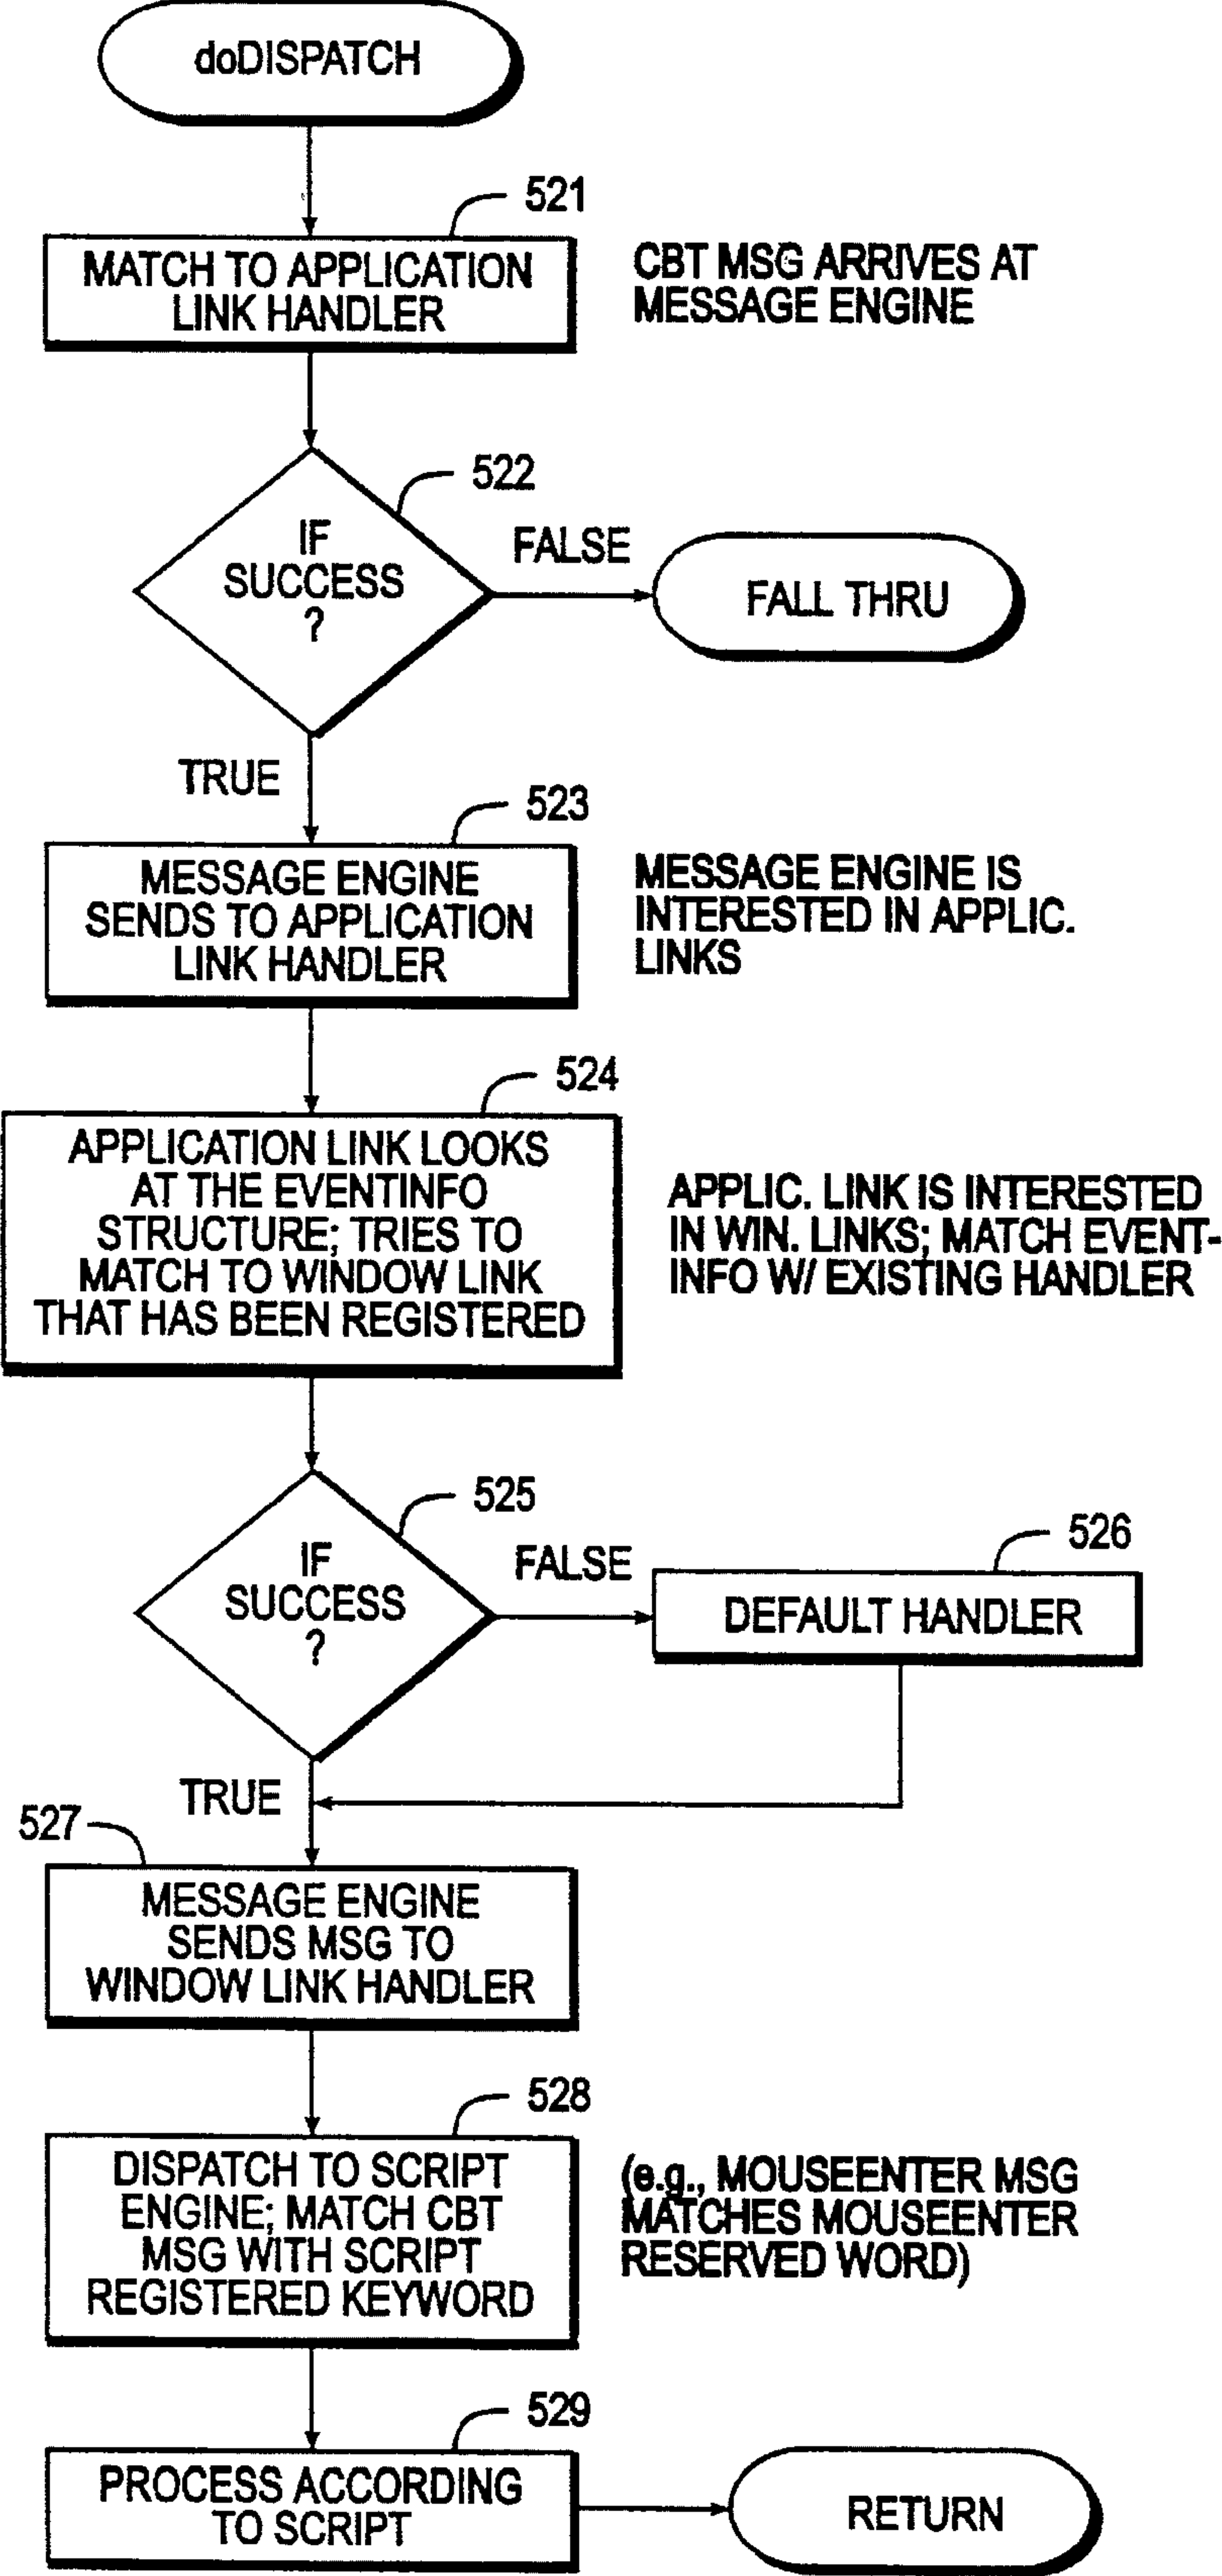 doDISPATCH
521
MATCH TO APPLICATION
LINK HANDLER
CBT MSG ARRIVES AT
MESSAGE ENGINE
522
IF
SUCCESS
?
FALSE
FALL THRU
TRUE
523
MESSAGE ENGINE
SENDS TO APPLICATION
LINK HANDLER
MESSAGE ENGINE IS
INTERESTED IN APPLIC.
LINKS
524
APPLICATION LINK LOOKS
AT THE EVENTINFO
STRUCTURE; TRIES TO
MATCH TO WINDOW LINK
THAT HAS BEEN REGISTERED
APPLIC. LINK IS INTERESTED
IN WIN. LINKS; MATCH EVENT-
INFO W/ EXISTING HANDLER
525
IF
SUCCESS
?
FALSE
526
DEFAULT HANDLER
TRUE
527
MESSAGE ENGINE
SENDS MSG TO
WINDOW LINK HANDLER
528
DISPATCH TO SCRIPT
ENGINE; MATCH CBT
MSG WITH SCRIPT
REGISTERED KEYWORD
(e.g., MOUSEENTER MSG
MATCHES MOUSEENTER
RESERVED WORD)
529
PROCESS ACCORDING
TO SCRIPT
RETURN